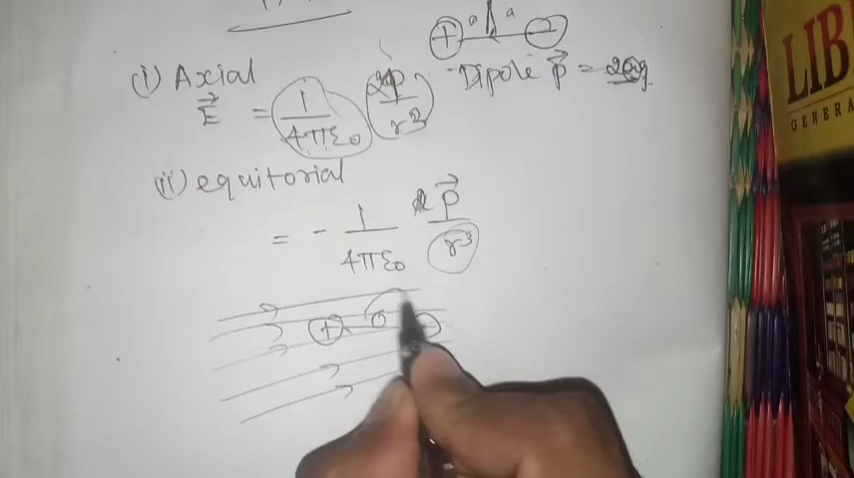 + a a −
(i) Axial
Dipole p⃗ = 2aq
E⃗ = 1/4πε₀ 2p/r³
(ii) equitorial
= - 1/4πε₀ p⃗/r³
+
LIB
GENERA